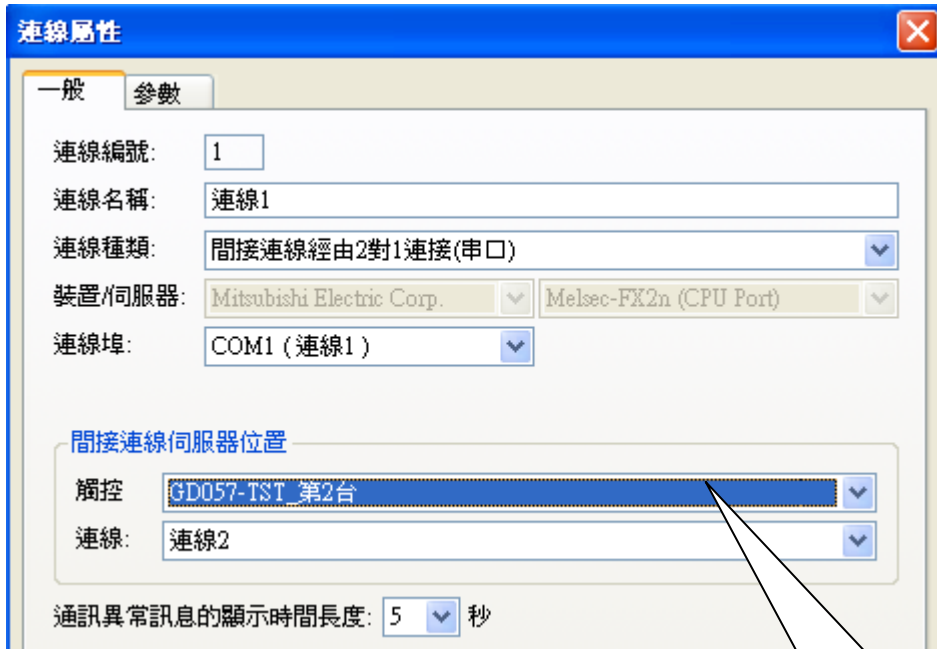 連線屬性
一般 參數
連線編號: 1
連線名稱: 連線1
連線種類: 間接連線經由2對1連接(串口)
裝置/伺服器: Mitsubishi Electric Corp. Melsec-FX2n (CPU Port)
連線埠: COM1 (連線1)
間接連線伺服器位置
觸控 GD057-TST_第2台
連線: 連線2
通訊異常訊息的顯示時間長度: 5 秒